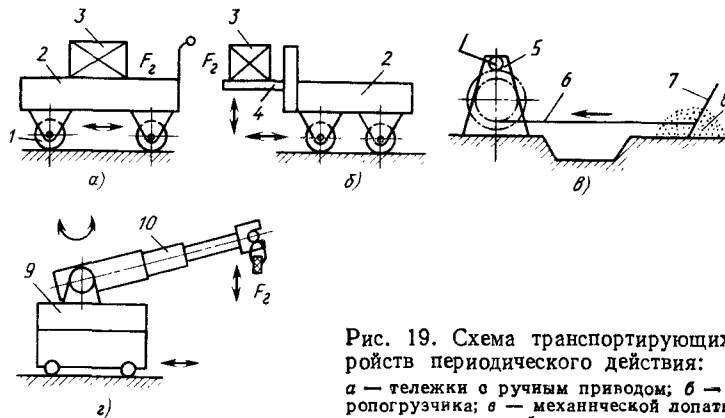 3
2
F₂
1
а)
F₂
3
4
2
б)
5
6
7
8
в)
9
10
F₂
г)
Рис. 19. Схема транспортирующих
ройств периодического действия:
а — тележки с ручным приводом; б —
ропогрузчика; в — механической лопаты